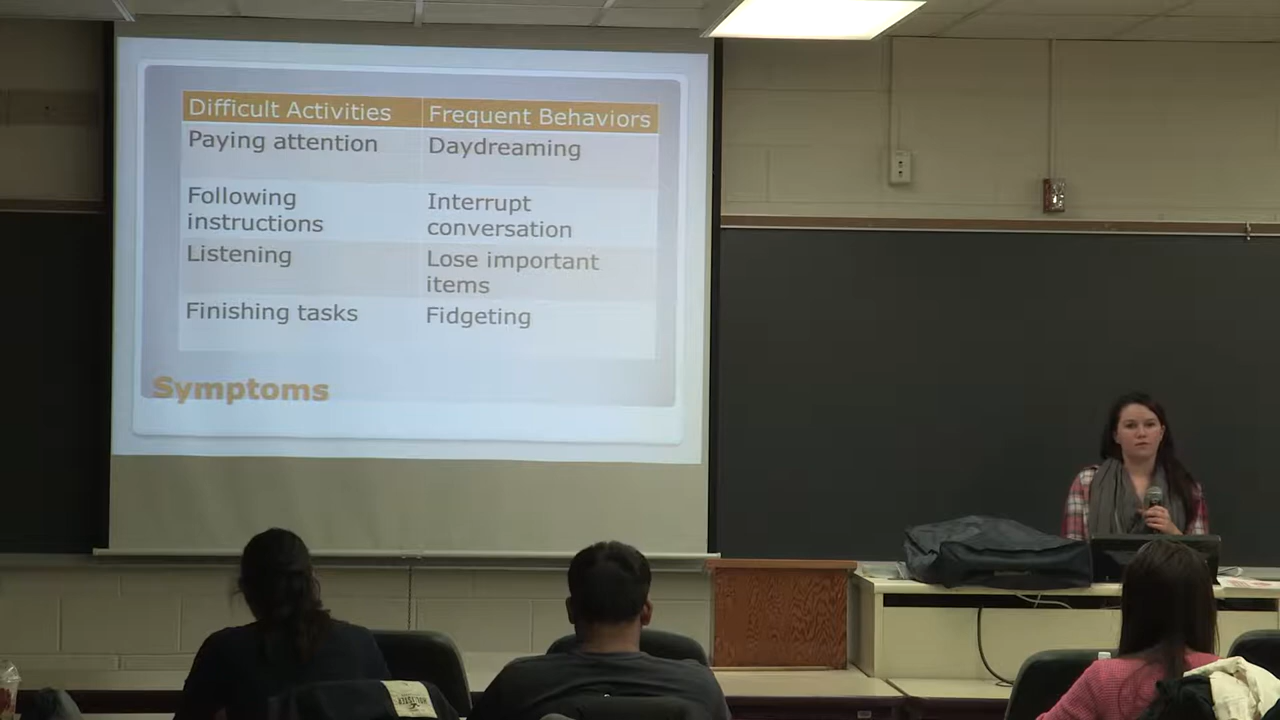 Difficult Activities Frequent Behaviors
Paying attention Daydreaming
Following instructions Interrupt conversation
Listening Lose important items
Finishing tasks Fidgeting
Symptoms